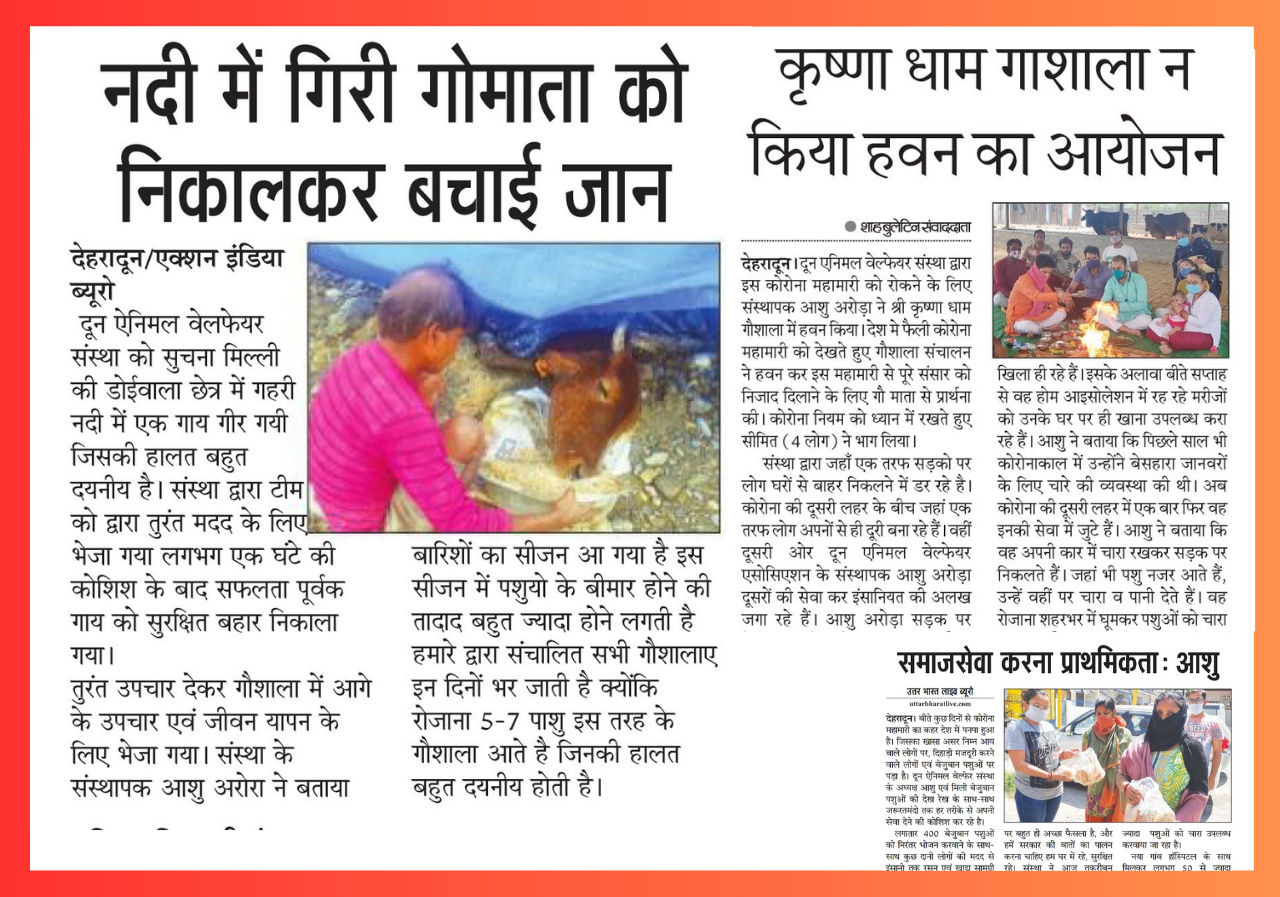 नदी में गिरी गोमाता को
निकालकर बचाई जान
देहरादून/एक्शन इंडिया
ब्यूरो
दून ऐनिमल वेलफेयर
संस्था को सुचना मिल्ली
की डोईवाला छेत्र में गहरी
नदी में एक गाय गीर गयी
जिसकी हालत बहुत
दयनीय है। संस्था द्वारा टीम
को द्वारा तुरंत मदद के लिए
भेजा गया लगभग एक घंटे की
कोशिश के बाद सफलता पूर्वक
गाय को सुरक्षित बहार निकाला
गया।
तुरंत उपचार देकर गौशाला में आगे
के उपचार एवं जीवन यापन के
लिए भेजा गया। संस्था के
संस्थापक आशु अरोरा ने बताया
बारिशों का सीजन आ गया है इस
सीजन में पशुयो के बीमार होने की
तादाद बहुत ज्यादा होने लगती है
हमारे द्वारा संचालित सभी गौशालाए
इन दिनों भर जाती है क्योंकि
रोजाना 5-7 पाशु इस तरह के
गौशाला आते है जिनकी हालत
बहुत दयनीय होती है।
कृष्णा धाम गाशाला न
किया हवन का आयोजन
शाह बुलेटिन संवाददाता
देहरादून। दून एनिमल वेल्फेयर संस्था द्वारा
इस कोरोना महामारी को रोकने के लिए
संस्थापक आशु अरोड़ा ने श्री कृष्णा धाम
गौशाला में हवन किया। देश मे फैली कोरोना
महामारी को देखते हुए गौशाला संचालन
ने हवन कर इस महामारी से पूरे संसार को
निजाद दिलाने के लिए गौ माता से प्रार्थना
की। कोरोना नियम को ध्यान में रखते हुए
सीमित (4 लोग) ने भाग लिया।
संस्था द्वारा जहाँ एक तरफ सड़को पर
लोग घरों से बाहर निकलने में डर रहे है।
कोरोना की दूसरी लहर के बीच जहां एक
तरफ लोग अपनों से ही दूरी बना रहे हैं। वहीं
दूसरी ओर दून एनिमल वेल्फेयर
एसोसिएशन के संस्थापक आशु अरोड़ा
दूसरों की सेवा कर इंसानियत की अलख
जगा रहे हैं। आशु अरोड़ा सड़क पर
खिला ही रहे हैं। इसके अलावा बीते सप्ताह
से वह होम आइसोलेशन में रह रहे मरीजों
को उनके घर पर ही खाना उपलब्ध करा
रहे हैं। आशु ने बताया कि पिछले साल भी
कोरोनाकाल में उन्होंने बेसहारा जानवरों
के लिए चारे की व्यवस्था की थी। अब
कोरोना की दूसरी लहर में एक बार फिर वह
इनकी सेवा में जुटे हैं। आशु ने बताया कि
वह अपनी कार में चारा रखकर सड़क पर
निकलते हैं। जहां भी पशु नजर आते हैं,
उन्हें वहीं पर चारा व पानी देते हैं। वह
रोजाना शहरभर में घूमकर पशुओं को चारा
समाजसेवा करना प्राथमिकता: आशु
उत्तर भारत लाइव ब्यूरो
uttarbharatlive.com
देहरादून। बीते कुछ दिनों से कोरोना
महामारी का कहर देश में पनपा हुआ
है। जिसका खासा असर निम्न आय
वाले लोगों पर, दिहाड़ी मजदूरी करने
वाले लोगों एवं बेजुबान पशुओं पर
पड़ा है। दून ऐनिमल वेल्फेर संस्था
के अध्यक्ष आशु एवं मिली बेजुबान
पशुओं की देख रेख के साथ-साथ
जरूरतमंदो तक हर तरीके से अपनी
सेवा देने की कोशिश कर रहे है।
लगातार 400 बेजुबान पशुओं
को निरंतर भोजन करवाने के साथ-
साथ कुछ दानी लोगों की मदद से
इंसानो तक रसन एवं खाद्य सामग्री
पर बहुत ही अच्छा फैसला है, और
हमें सरकार की बातों का पालन
करना चाहिए हम घर में रहे, सुरक्षित
रहे। संस्था ने आज तकरीबन
ज्यादा पशुओं को चारा उपलब्ध
करवाया जा रहा है।
नया गांव हॉस्पिटल के साथ
मिलकर लगभग 50 से ज्यादा